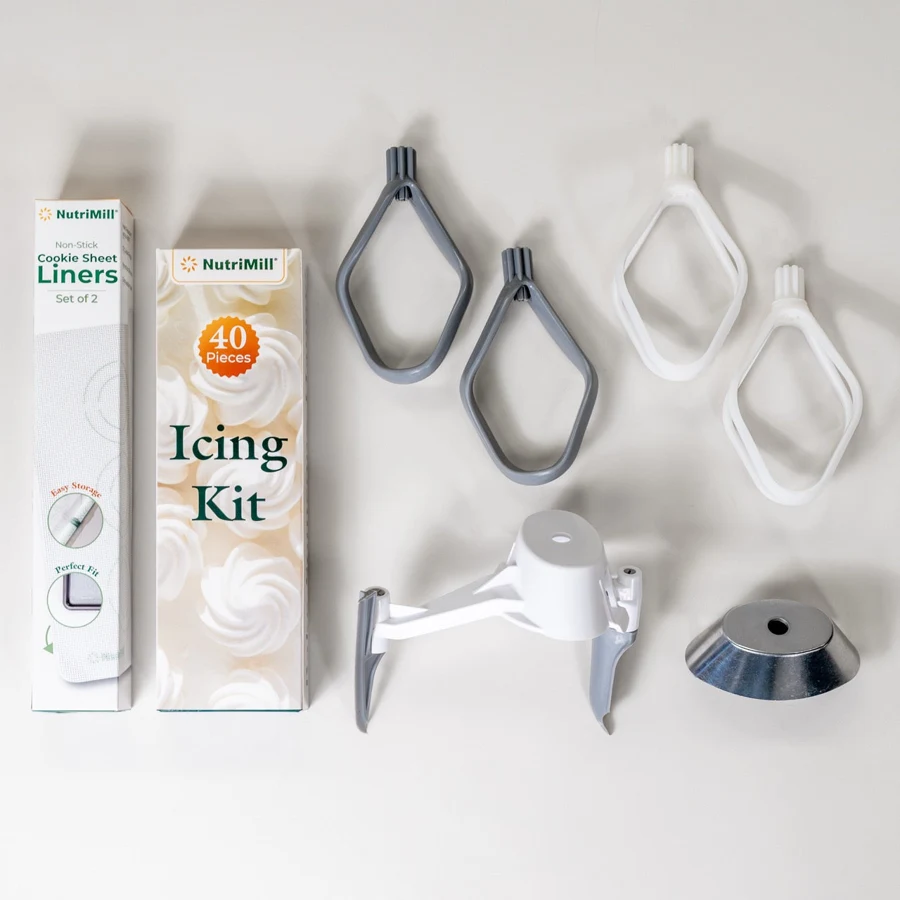 NutriMill®
Non-Stick
Cookie Sheet
Liners
Set of 2
Easy Storage
Perfect Fit
NutriMill®
40
Pieces
Icing
Kit